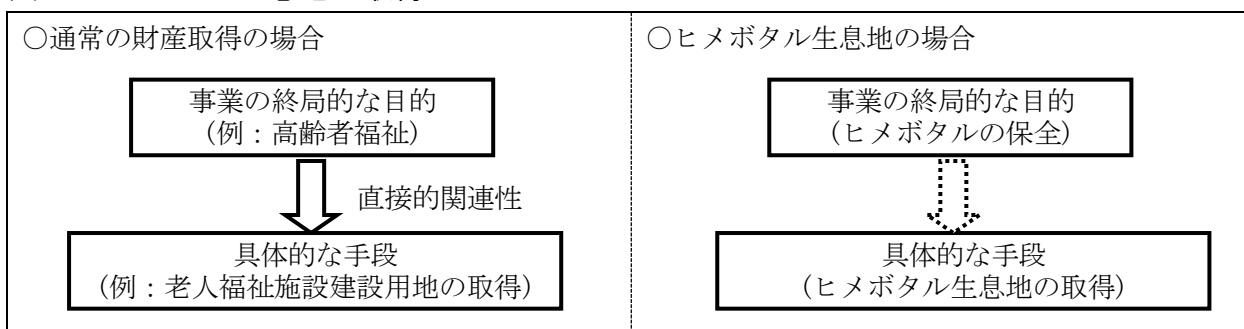 ○通常の財産取得の場合
事業の終局的な目的
（例：高齢者福祉）
直接的関連性
具体的な手段
（例：老人福祉施設建設用地の取得）
○ヒメボタル生息地の場合
事業の終局的な目的
（ヒメボタルの保全）
具体的な手段
（ヒメボタル生息地の取得）